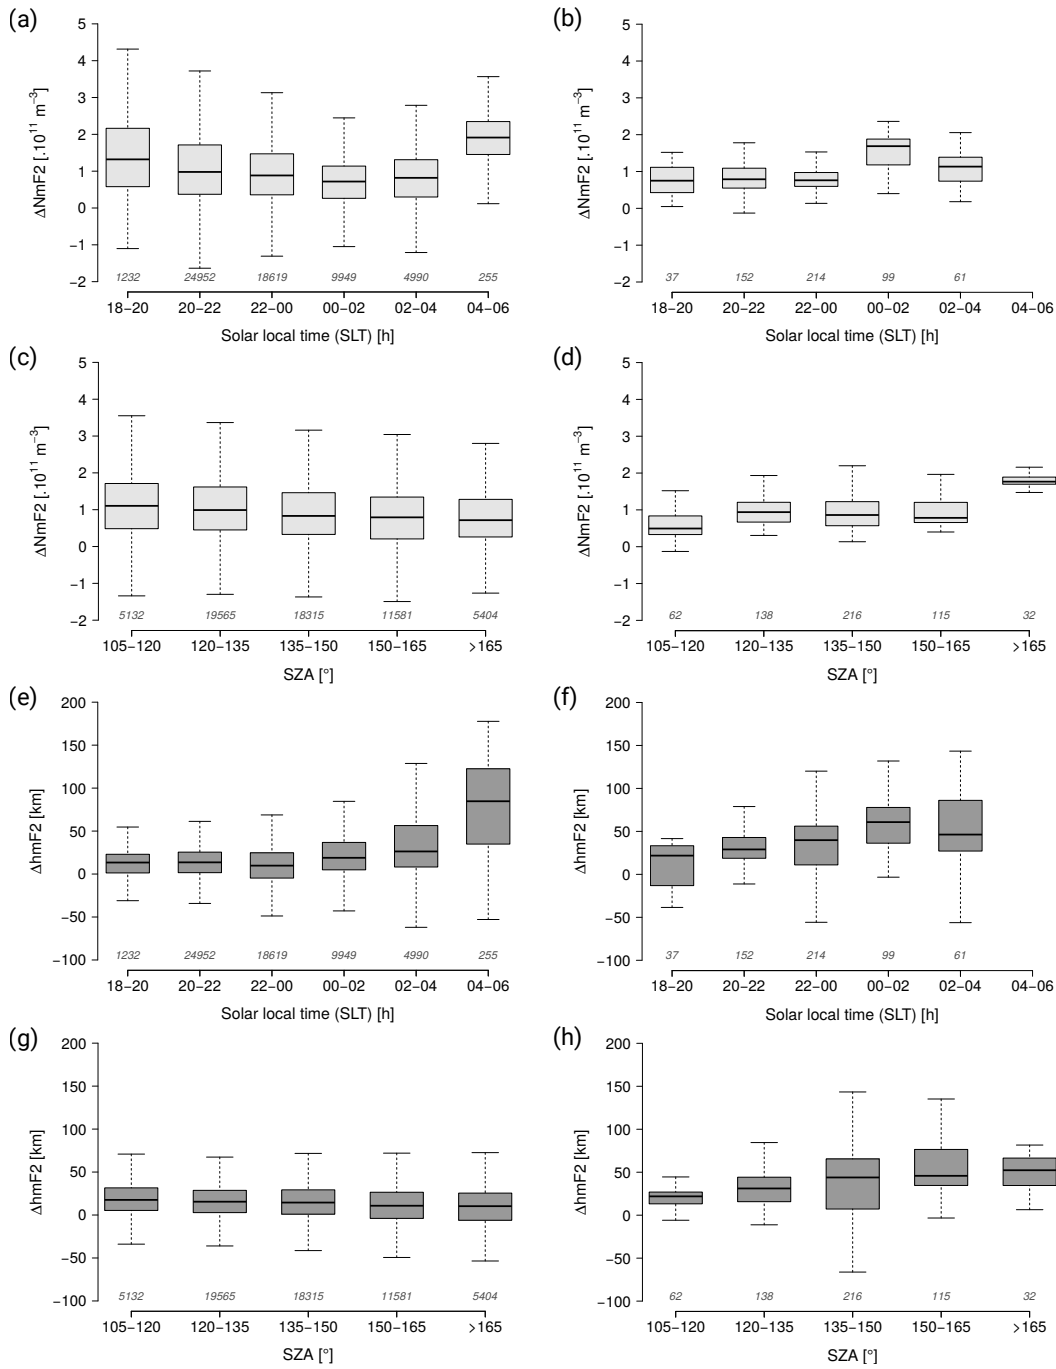 (a)
5
4
3
2
1
0
−1
−2
ΔNmF2 [.10¹¹ m⁻³]
1232 24952 18619 9949 4990 255
18−20 20−22 22−00 00−02 02−04 04−06
Solar local time (SLT) [h]
(b)
5
4
3
2
1
0
−1
−2
ΔNmF2 [.10¹¹ m⁻³]
37 152 214 99 61
18−20 20−22 22−00 00−02 02−04 04−06
Solar local time (SLT) [h]
(c)
5
4
3
2
1
0
−1
−2
ΔNmF2 [.10¹¹ m⁻³]
5132 19565 18315 11581 5404
105−120 120−135 135−150 150−165 >165
SZA [°]
(d)
5
4
3
2
1
0
−1
−2
ΔNmF2 [.10¹¹ m⁻³]
62 138 216 115 32
105−120 120−135 135−150 150−165 >165
SZA [°]
(e)
200
150
100
50
0
−50
−100
ΔhmF2 [km]
1232 24952 18619 9949 4990 255
18−20 20−22 22−00 00−02 02−04 04−06
Solar local time (SLT) [h]
(f)
200
150
100
50
0
−50
−100
ΔhmF2 [km]
37 152 214 99 61
18−20 20−22 22−00 00−02 02−04 04−06
Solar local time (SLT) [h]
(g)
200
150
100
50
0
−50
−100
ΔhmF2 [km]
5132 19565 18315 11581 5404
105−120 120−135 135−150 150−165 >165
SZA [°]
(h)
200
150
100
50
0
−50
−100
ΔhmF2 [km]
62 138 216 115 32
105−120 120−135 135−150 150−165 >165
SZA [°]